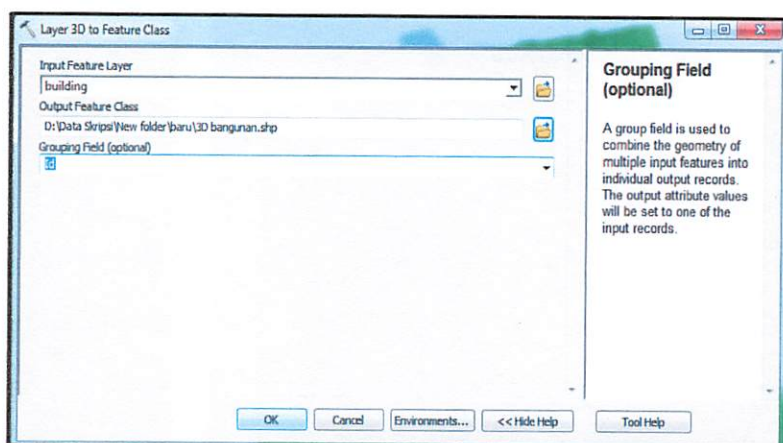 Layer 3D to Feature Class
Input Feature Layer
building
Output Feature Class
D:\Data Skripsi\New folder\baru\3D bangunan.shp
Grouping Field (optional)
Id
OK
Cancel
Environments...
<< Hide Help
Grouping Field
(optional)
A group field is used to
combine the geometry of
multiple input features into
individual output records.
The output attribute values
will be set to one of the
input records.
Tool Help